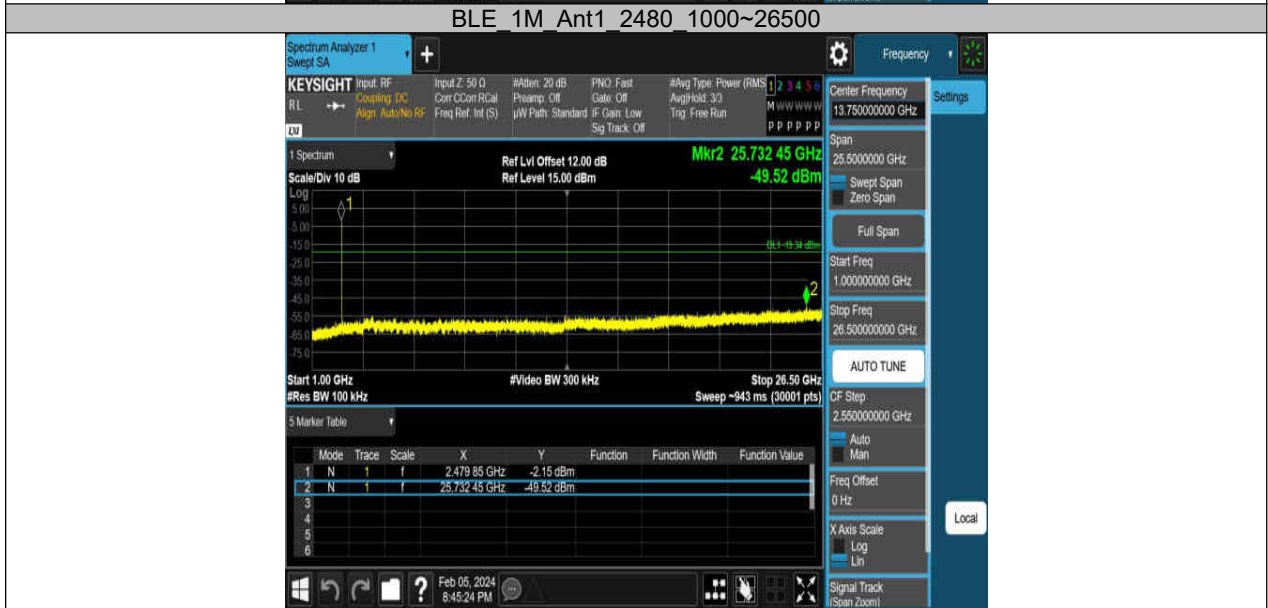 BLE_1M_Ant1_2480_1000~26500
Spectrum Analyzer 1
Swept SA
+
Frequency
KEYSIGHT
RL
LXI
Input: RF
Coupling: DC
Align: Auto/No RF
Input Z: 50 Ω
Corr CCorr RCal
Freq Ref: Int (S)
#Atten: 20 dB
Preamp: Off
µW Path: Standard
PNO: Fast
Gate: Off
IF Gain: Low
Sig Track: Off
#Avg Type: Power (RMS
Avg|Hold: 3/3
Trig: Free Run
1 2 3 4 5 6
M W W W W W
P P P P P P
Center Frequency
13.750000000 GHz
Settings
Span
25.5000000 GHz
Swept Span
Zero Span
Full Span
Start Freq
1.000000000 GHz
Stop Freq
26.500000000 GHz
AUTO TUNE
CF Step
2.550000000 GHz
Auto
Man
Freq Offset
0 Hz
X Axis Scale
Log
Lin
Signal Track
(Span Zoom)
Local
1 Spectrum
Scale/Div 10 dB
Ref Lvl Offset 12.00 dB
Ref Level 15.00 dBm
Mkr2 25.732 45 GHz
-49.52 dBm
Log
5.00
-5.00
-15.0
-25.0
-35.0
-45.0
-55.0
-65.0
-75.0
1
DL1 -19.34 dBm
2
Start 1.00 GHz
#Res BW 100 kHz
#Video BW 300 kHz
Stop 26.50 GHz
Sweep ~943 ms (30001 pts)
5 Marker Table
Mode Trace Scale X Y Function Function Width Function Value
1 N 1 f 2.479 85 GHz -2.15 dBm
2 N 1 f 25.732 45 GHz -49.52 dBm
3
4
5
6
?
Feb 05, 2024
8:45:24 PM